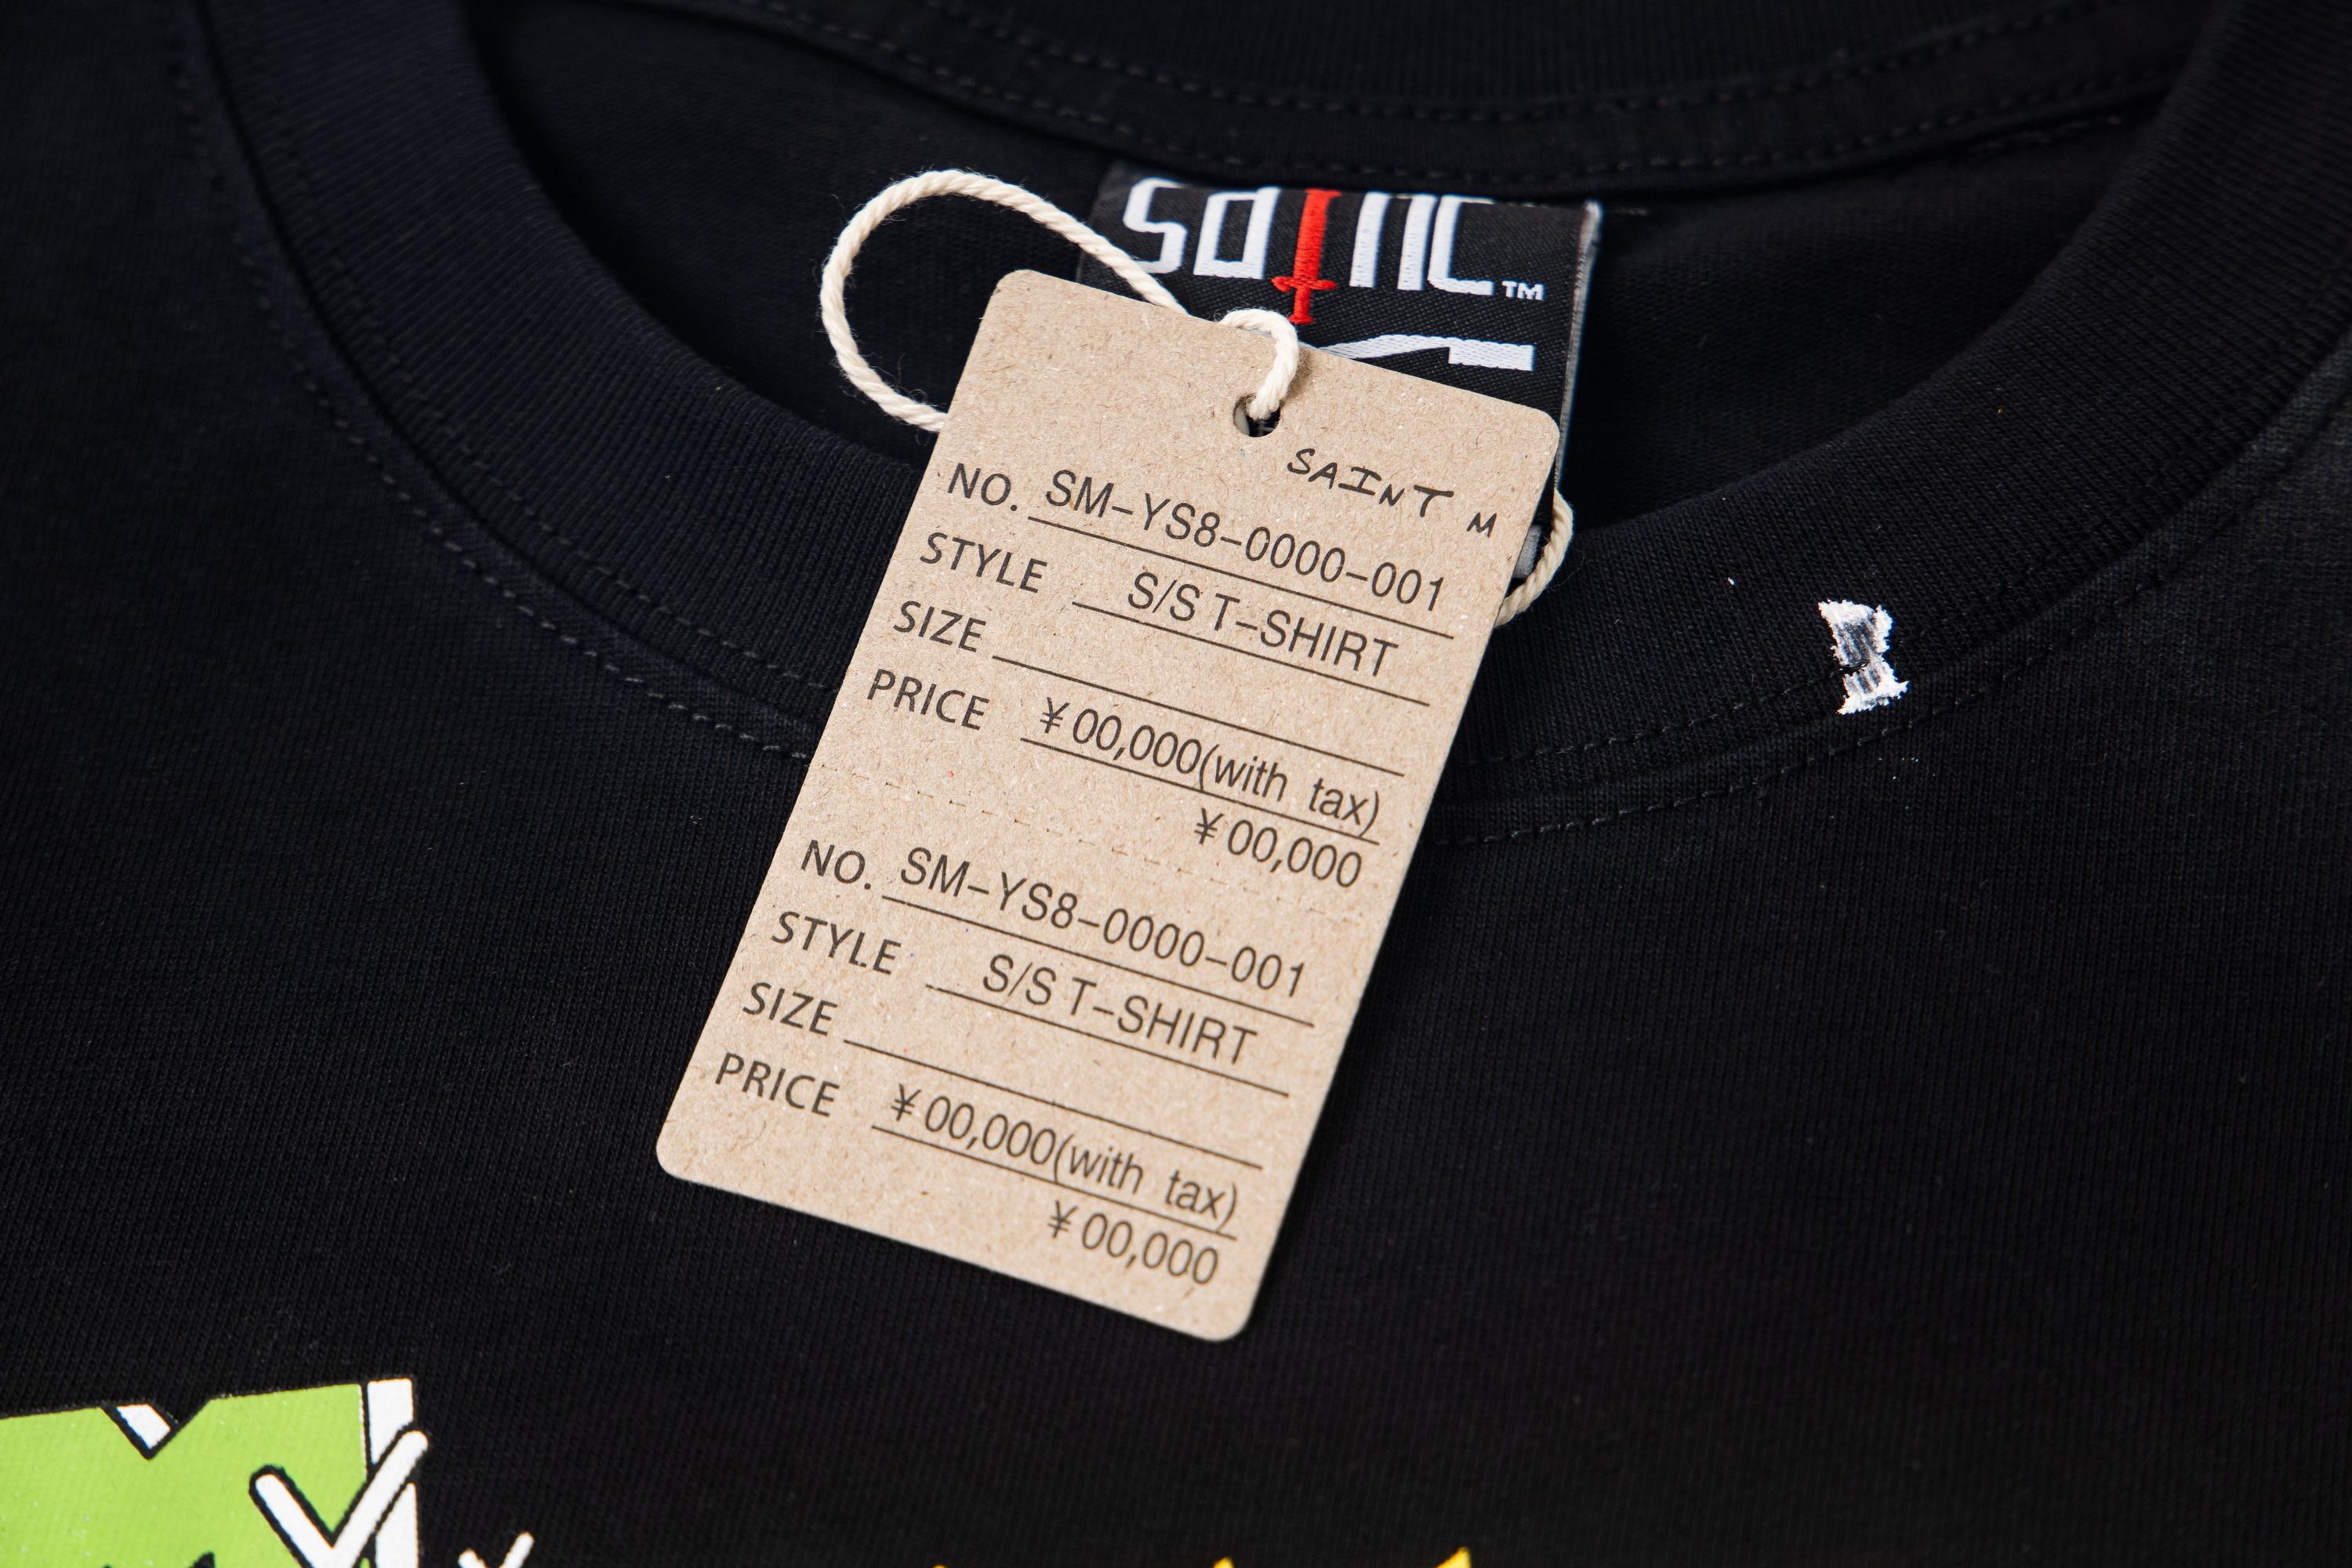 saint™
SAINT M
NO. SM-YS8-0000-001
STYLE S/S T-SHIRT
SIZE
PRICE ¥00,000(with tax)
¥00,000
NO. SM-YS8-0000-001
STYLE S/S T-SHIRT
SIZE
PRICE ¥00,000(with tax)
¥00,000